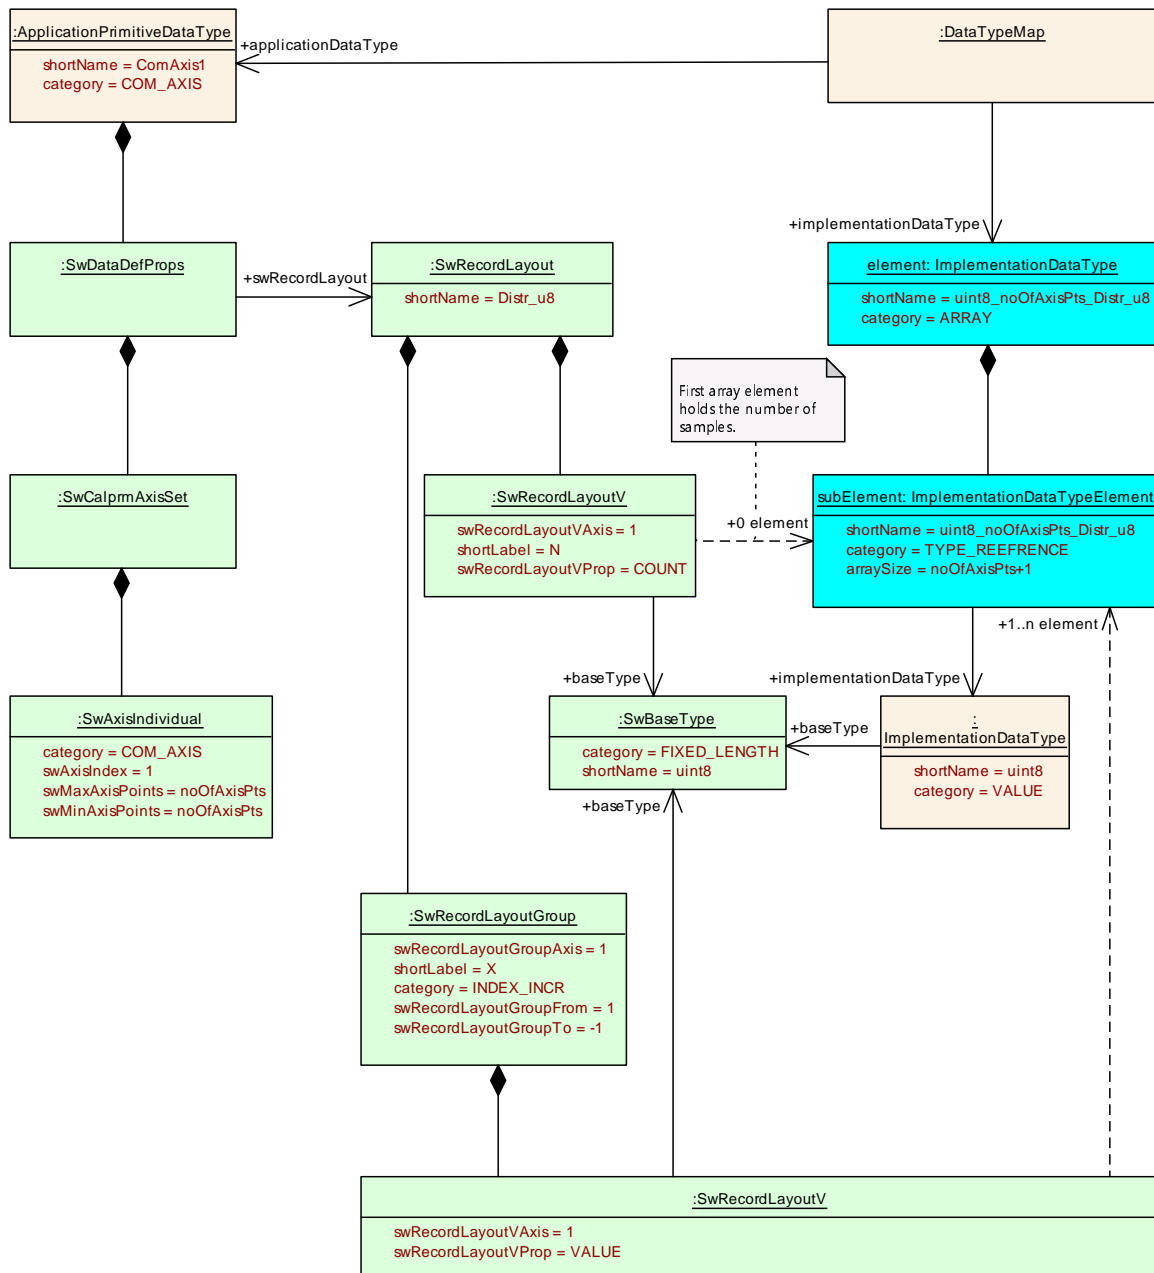 :ApplicationPrimitiveDataType
shortName = ComAxis1
category = COM_AXIS
+applicationDataType
:DataTypeMap
+implementationDataType
:SwDataDefProps
+swRecordLayout
:SwRecordLayout
shortName = Distr_u8
element: ImplementationDataType
shortName = uint8_noOfAxisPts_Distr_u8
category = ARRAY
First array element
holds the number of
samples.
:SwCalprmAxisSet
:SwRecordLayoutV
swRecordLayoutVAxis = 1
shortLabel = N
swRecordLayoutVProp = COUNT
+0 element
subElement: ImplementationDataTypeElement
shortName = uint8_noOfAxisPts_Distr_u8
category = TYPE_REEFRENCE
arraySize = noOfAxisPts+1
+1..n element
+baseType
+implementationDataType
:SwAxisIndividual
category = COM_AXIS
swAxisIndex = 1
swMaxAxisPoints = noOfAxisPts
swMinAxisPoints = noOfAxisPts
:SwBaseType
category = FIXED_LENGTH
shortName = uint8
+baseType
:
ImplementationDataType
shortName = uint8
category = VALUE
+baseType
:SwRecordLayoutGroup
swRecordLayoutGroupAxis = 1
shortLabel = X
category = INDEX_INCR
swRecordLayoutGroupFrom = 1
swRecordLayoutGroupTo = -1
:SwRecordLayoutV
swRecordLayoutVAxis = 1
swRecordLayoutVProp = VALUE